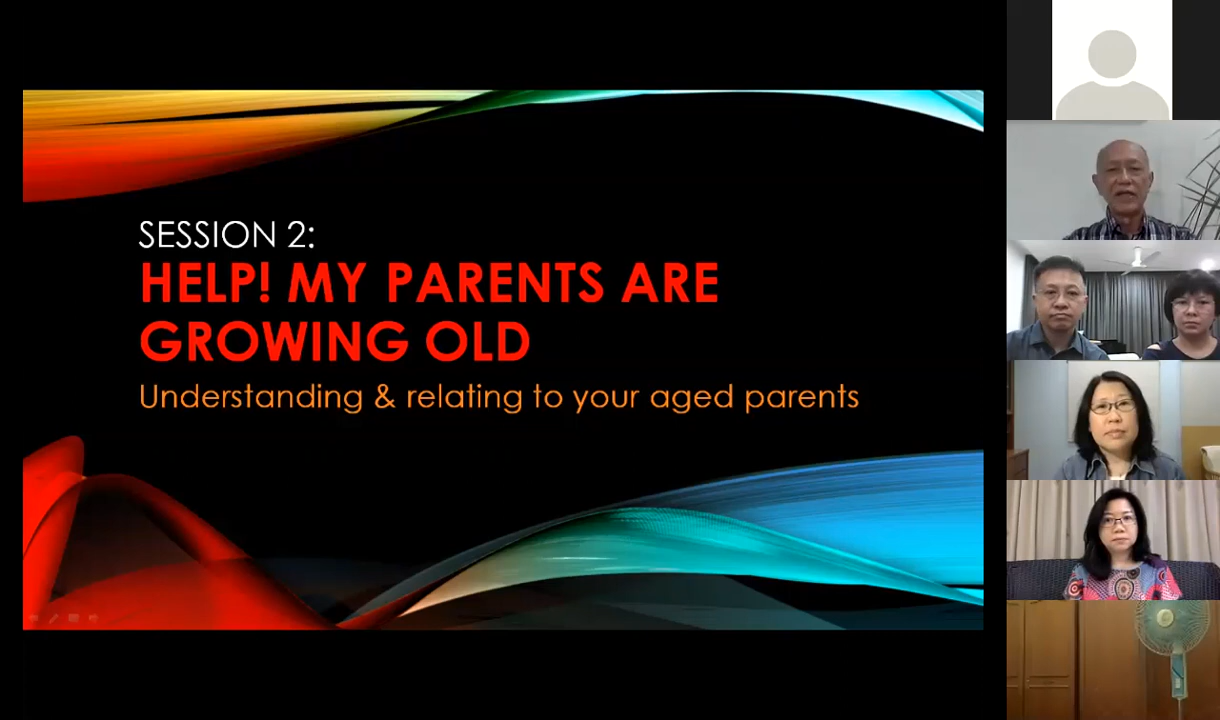 SESSION 2:
HELP! MY PARENTS ARE
GROWING OLD
Understanding & relating to your aged parents